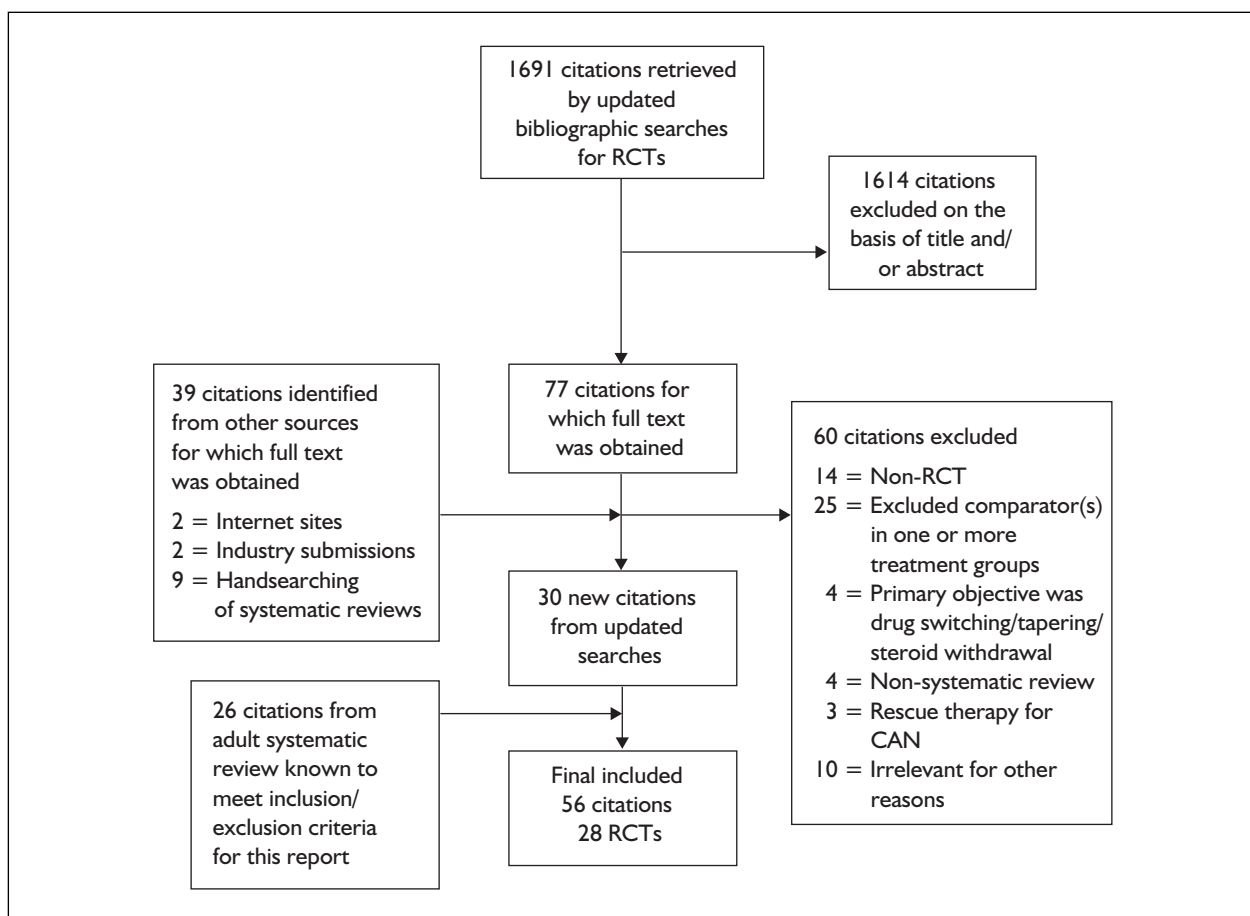 1691 citations retrieved
by updated
bibliographic searches
for RCTs
1614 citations
excluded on the
basis of title and/
or abstract
39 citations identified
from other sources
for which full text
was obtained
2 = Internet sites
2 = Industry submissions
9 = Handsearching
of systematic reviews
77 citations for
which full text
was obtained
60 citations excluded
14 = Non-RCT
25 = Excluded comparator(s)
in one or more
treatment groups
4 = Primary objective was
drug switching/tapering/
steroid withdrawal
4 = Non-systematic review
3 = Rescue therapy for
CAN
10 = Irrelevant for other
reasons
30 new citations
from updated
searches
26 citations from
adult systematic
review known to
meet inclusion/
exclusion criteria
for this report
Final included
56 citations
28 RCTs